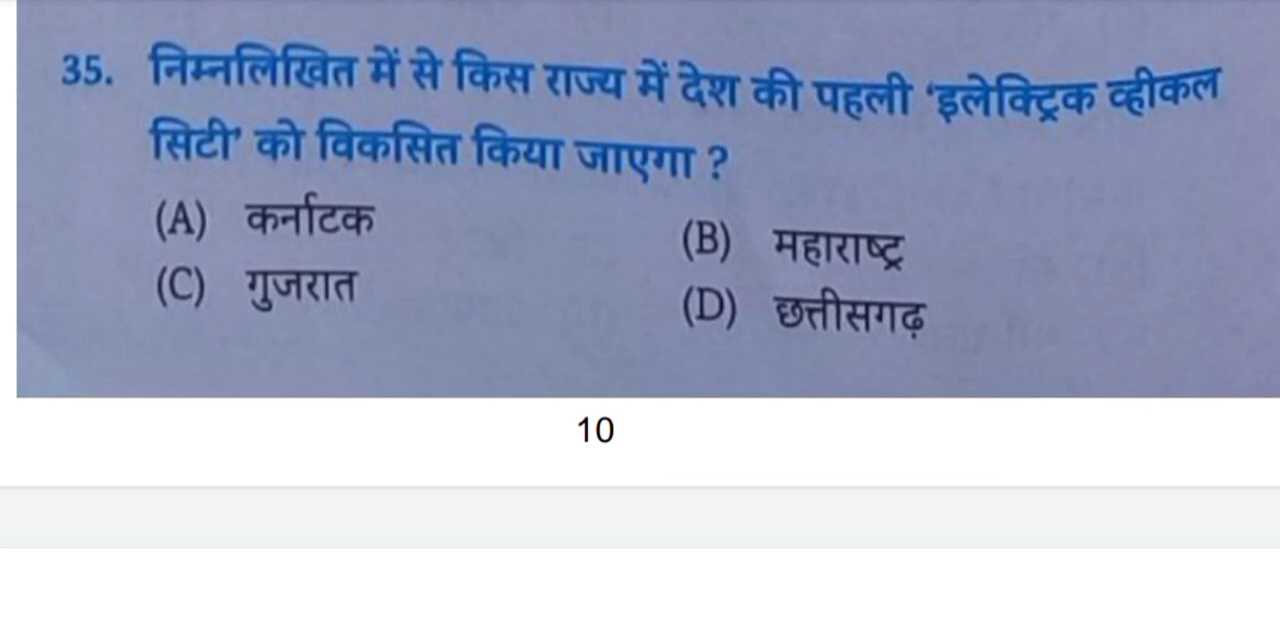 35. निम्नलिखित में से किस राज्य में देश की पहली ‘इलेक्ट्रिक व्हीकल
सिटी’ को विकसित किया जाएगा ?
(A) कर्नाटक (B) महाराष्ट्र
(C) गुजरात (D) छत्तीसगढ़
10